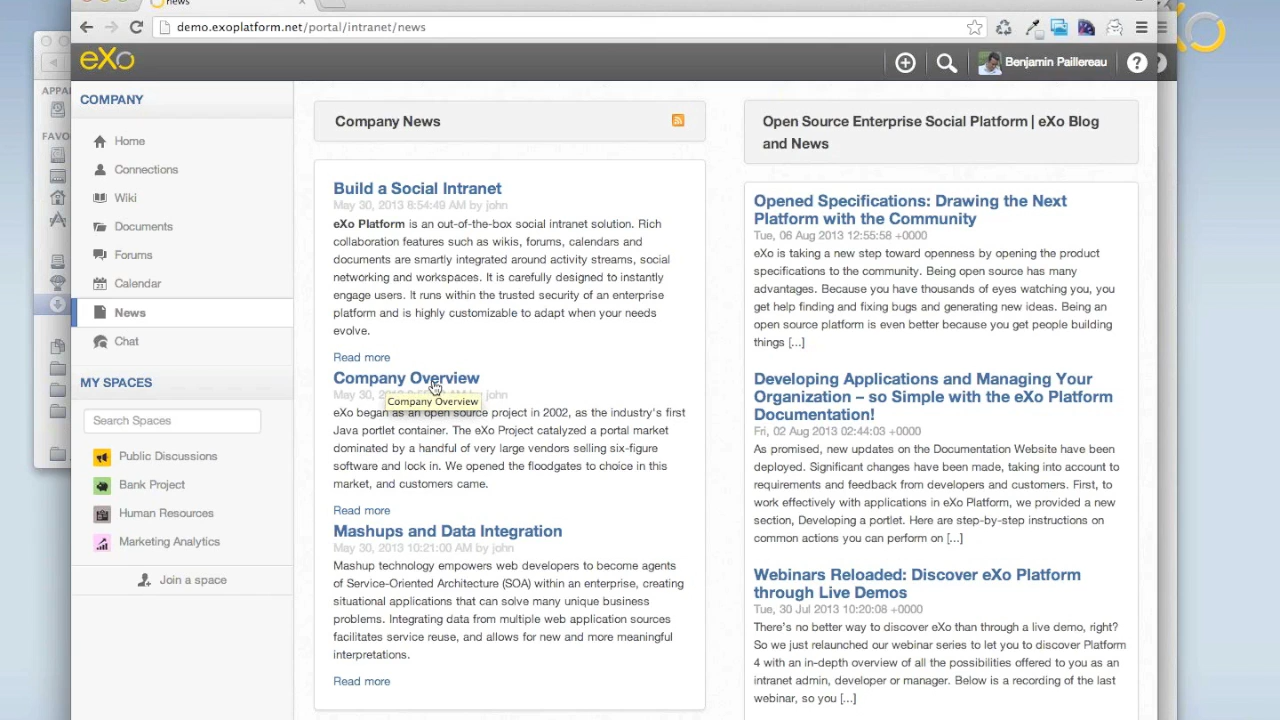 news
demo.exoplatform.net/portal/intranet/news
eXo
Benjamin Paillereau
?
APPA
FAVO
COMPANY
Home
Connections
Wiki
Documents
Forums
Calendar
News
Chat
MY SPACES
Search Spaces
Public Discussions
Bank Project
Human Resources
Marketing Analytics
Join a space
Company News
Build a Social Intranet
May 30, 2013 8:54:49 AM by john
eXo Platform is an out-of-the-box social intranet solution. Rich
collaboration features such as wikis, forums, calendars and
documents are smartly integrated around activity streams, social
networking and workspaces. It is carefully designed to instantly
engage users. It runs within the trusted security of an enterprise
platform and is highly customizable to adapt when your needs
evolve.
Read more
Company Overview
May 30, by john
Company Overview
eXo began as an open source project in 2002, as the industry's first
Java portlet container. The eXo Project catalyzed a portal market
dominated by a handful of very large vendors selling six-figure
software and lock in. We opened the floodgates to choice in this
market, and customers came.
Read more
Mashups and Data Integration
May 30, 2013 10:21:00 AM by john
Mashup technology empowers web developers to become agents
of Service-Oriented Architecture (SOA) within an enterprise, creating
situational applications that can solve many unique business
problems. Integrating data from multiple web application sources
facilitates service reuse, and allows for new and more meaningful
interpretations.
Read more
Open Source Enterprise Social Platform | eXo Blog
and News
Opened Specifications: Drawing the Next
Platform with the Community
Tue, 06 Aug 2013 12:55:58 +0000
eXo is taking a new step toward openness by opening the product
specifications to the community. Being open source has many
advantages. Because you have thousands of eyes watching you, you
get help finding and fixing bugs and generating new ideas. Being an
open source platform is even better because you get people building
things [...]
Developing Applications and Managing Your
Organization – so Simple with the eXo Platform
Documentation!
Fri, 02 Aug 2013 02:44:03 +0000
As promised, new updates on the Documentation Website have been
deployed. Significant changes have been made, taking into account to
requirements and feedback from developers and customers. First, to
work effectively with applications in eXo Platform, we provided a new
section, Developing a portlet. Here are step-by-step instructions on
common actions you can perform on [...]
Webinars Reloaded: Discover eXo Platform
through Live Demos
Tue, 30 Jul 2013 10:20:08 +0000
There's no better way to discover eXo than through a live demo, right?
So we just relaunched our webinar series to let you to discover Platform
4 with an in-depth overview of all the possibilities offered to you as an
intranet admin, developer or manager. Below is a recording of the last
webinar, so you [...]